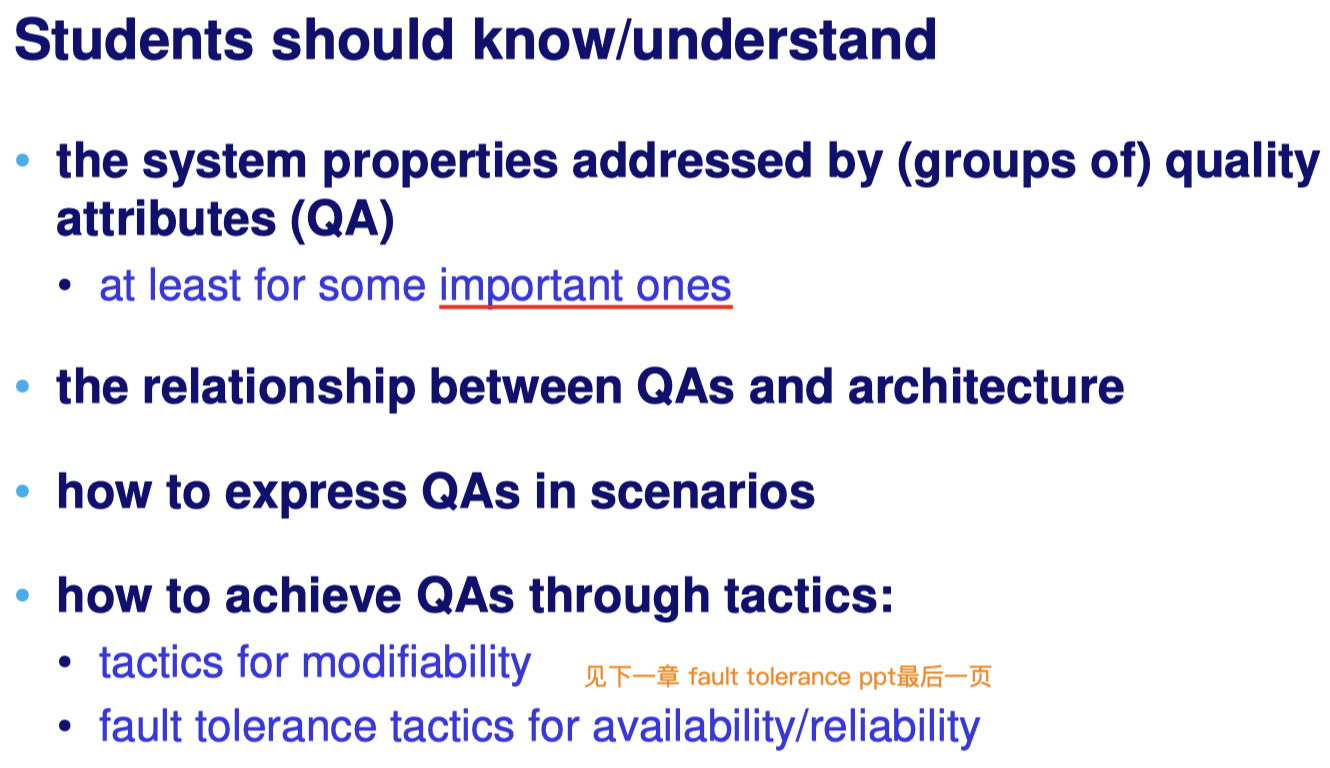 Students should know/understand
• the system properties addressed by (groups of) quality
attributes (QA)
• at least for some important ones
• the relationship between QAs and architecture
• how to express QAs in scenarios
• how to achieve QAs through tactics:
• tactics for modifiability
见下一章 fault tolerance ppt最后一页
• fault tolerance tactics for availability/reliability